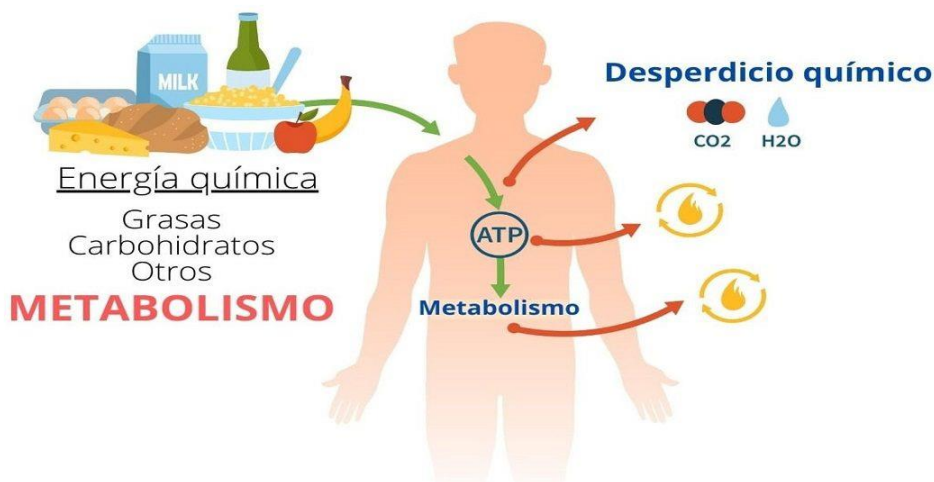 MILK
Energía química
Grasas
Carbohidratos
Otros
METABOLISMO
ATP
Metabolismo
Desperdicio químico
CO2 H2O